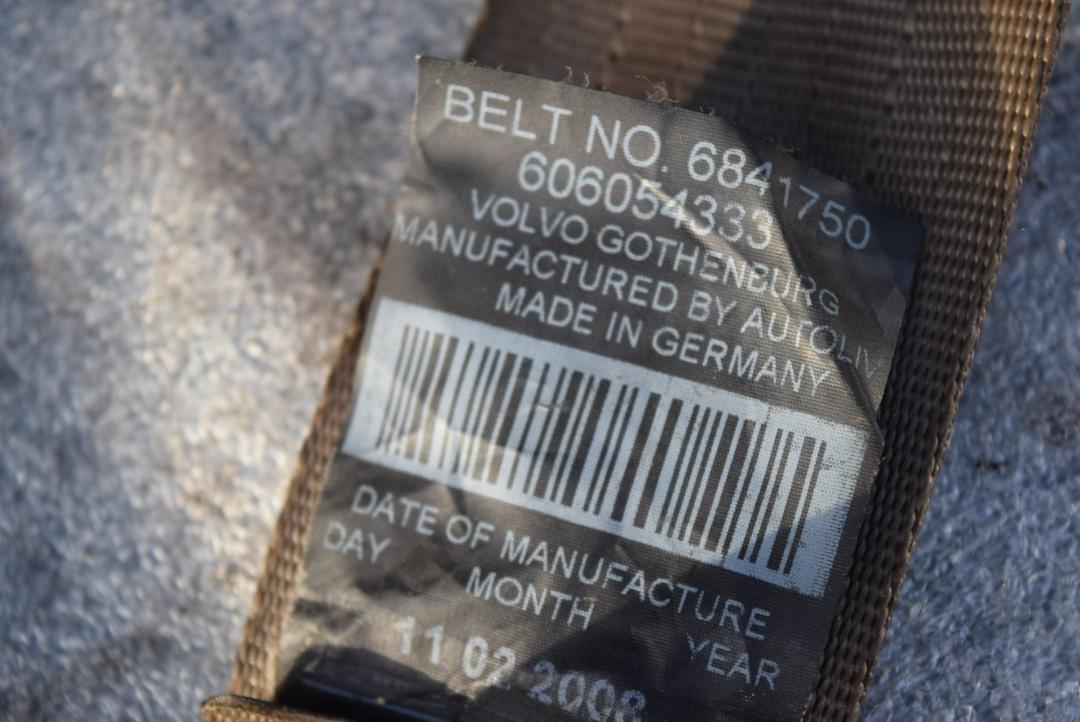 BELT NO. 6841750
606054333
VOLVO GOTHENBURG
MANUFACTURED BY AUTOLIV
MADE IN GERMANY
DATE OF MANUFACTURE
DAY MONTH YEAR
11 02 2008